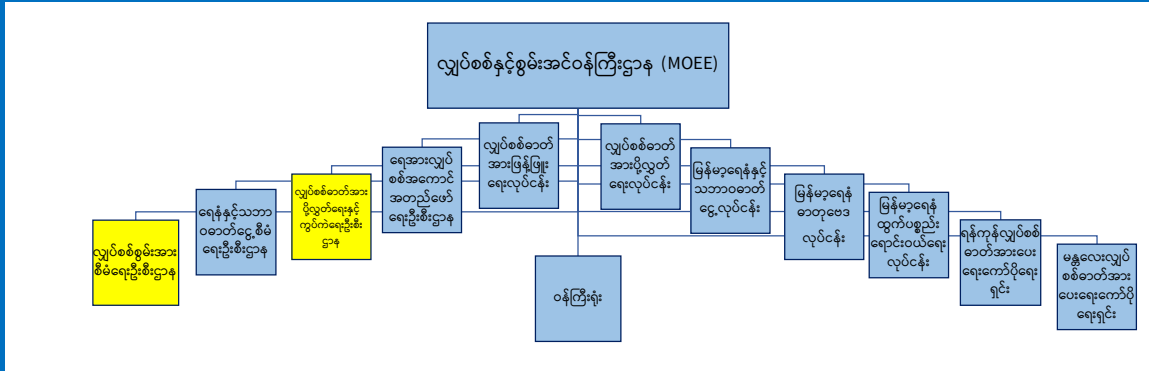 လျှပ်စစ်နှင့်စွမ်းအင်ဝန်ကြီးဌာန (MOEE)
လျှပ်စစ်စွမ်းအား
စီမံရေးဦးစီးဌာန
ရေနံနှင့်သဘာ
ဝဓာတ်ငွေ့စီမံ
ရေးဦးစီးဌာန
လျှပ်စစ်ဓာတ်အား
ပို့လွှတ်ရေးနှင့်
ကွပ်ကဲရေးဦးစီး
ဌာန
ရေအားလျှပ်
စစ်အကောင်
အတည်ဖော်
ရေးဦးစီးဌာန
လျှပ်စစ်ဓာတ်
အားဖြန့်ဖြူး
ရေးလုပ်ငန်း
လျှပ်စစ်ဓာတ်
အားပို့လွှတ်
ရေးလုပ်ငန်း
မြန်မာ့ရေနံနှင့်
သဘာဝဓာတ်
ငွေ့လုပ်ငန်း
မြန်မာ့ရေနံ
ဓာတုဗေဒ
လုပ်ငန်း
မြန်မာ့ရေနံ
ထွက်ပစ္စည်း
ရောင်းဝယ်ရေး
လုပ်ငန်း
ရန်ကုန်လျှပ်စစ်
ဓာတ်အားပေး
ရေးကော်ပိုရေး
ရှင်း
မန္တလေးလျှပ်
စစ်ဓာတ်အား
ပေးရေးကော်ပို
ရေးရှင်း
ဝန်ကြီးရုံး